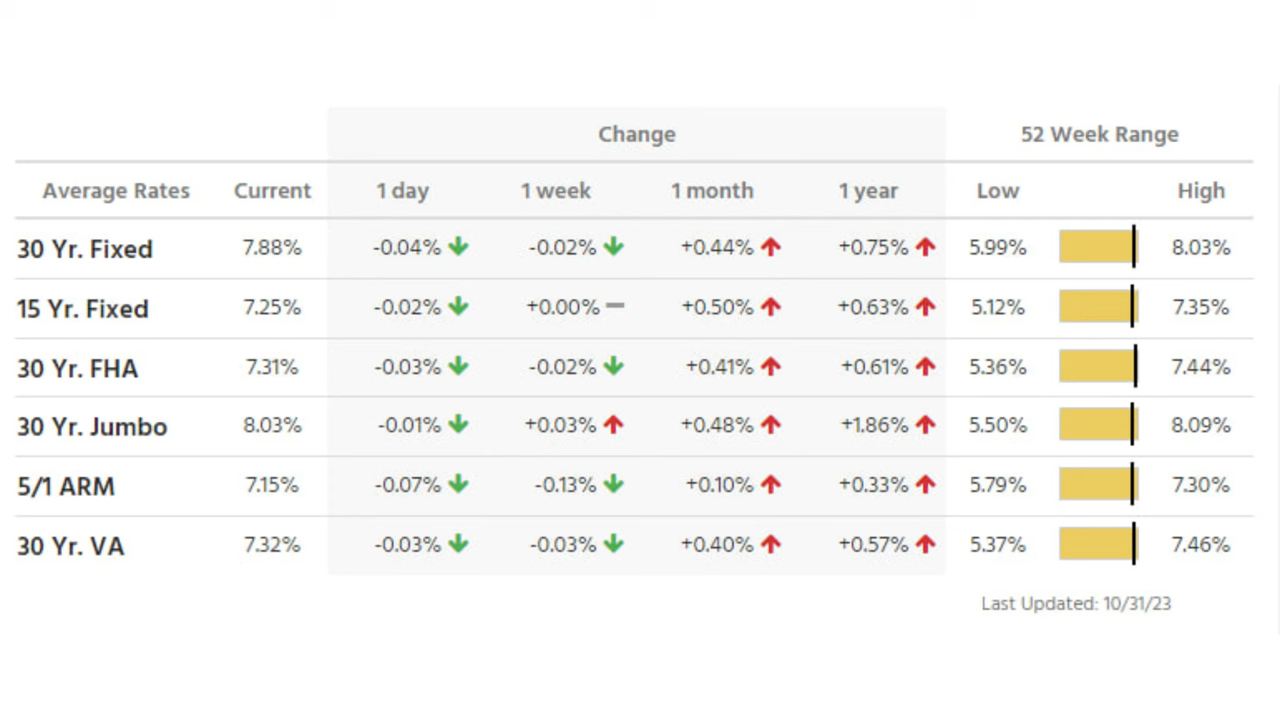 Change 52 Week Range
Average Rates Current 1 day 1 week 1 month 1 year Low High
30 Yr. Fixed 7.88% -0.04% -0.02% +0.44% +0.75% 5.99% 8.03%
15 Yr. Fixed 7.25% -0.02% +0.00% +0.50% +0.63% 5.12% 7.35%
30 Yr. FHA 7.31% -0.03% -0.02% +0.41% +0.61% 5.36% 7.44%
30 Yr. Jumbo 8.03% -0.01% +0.03% +0.48% +1.86% 5.50% 8.09%
5/1 ARM 7.15% -0.07% -0.13% +0.10% +0.33% 5.79% 7.30%
30 Yr. VA 7.32% -0.03% -0.03% +0.40% +0.57% 5.37% 7.46%
Last Updated: 10/31/23